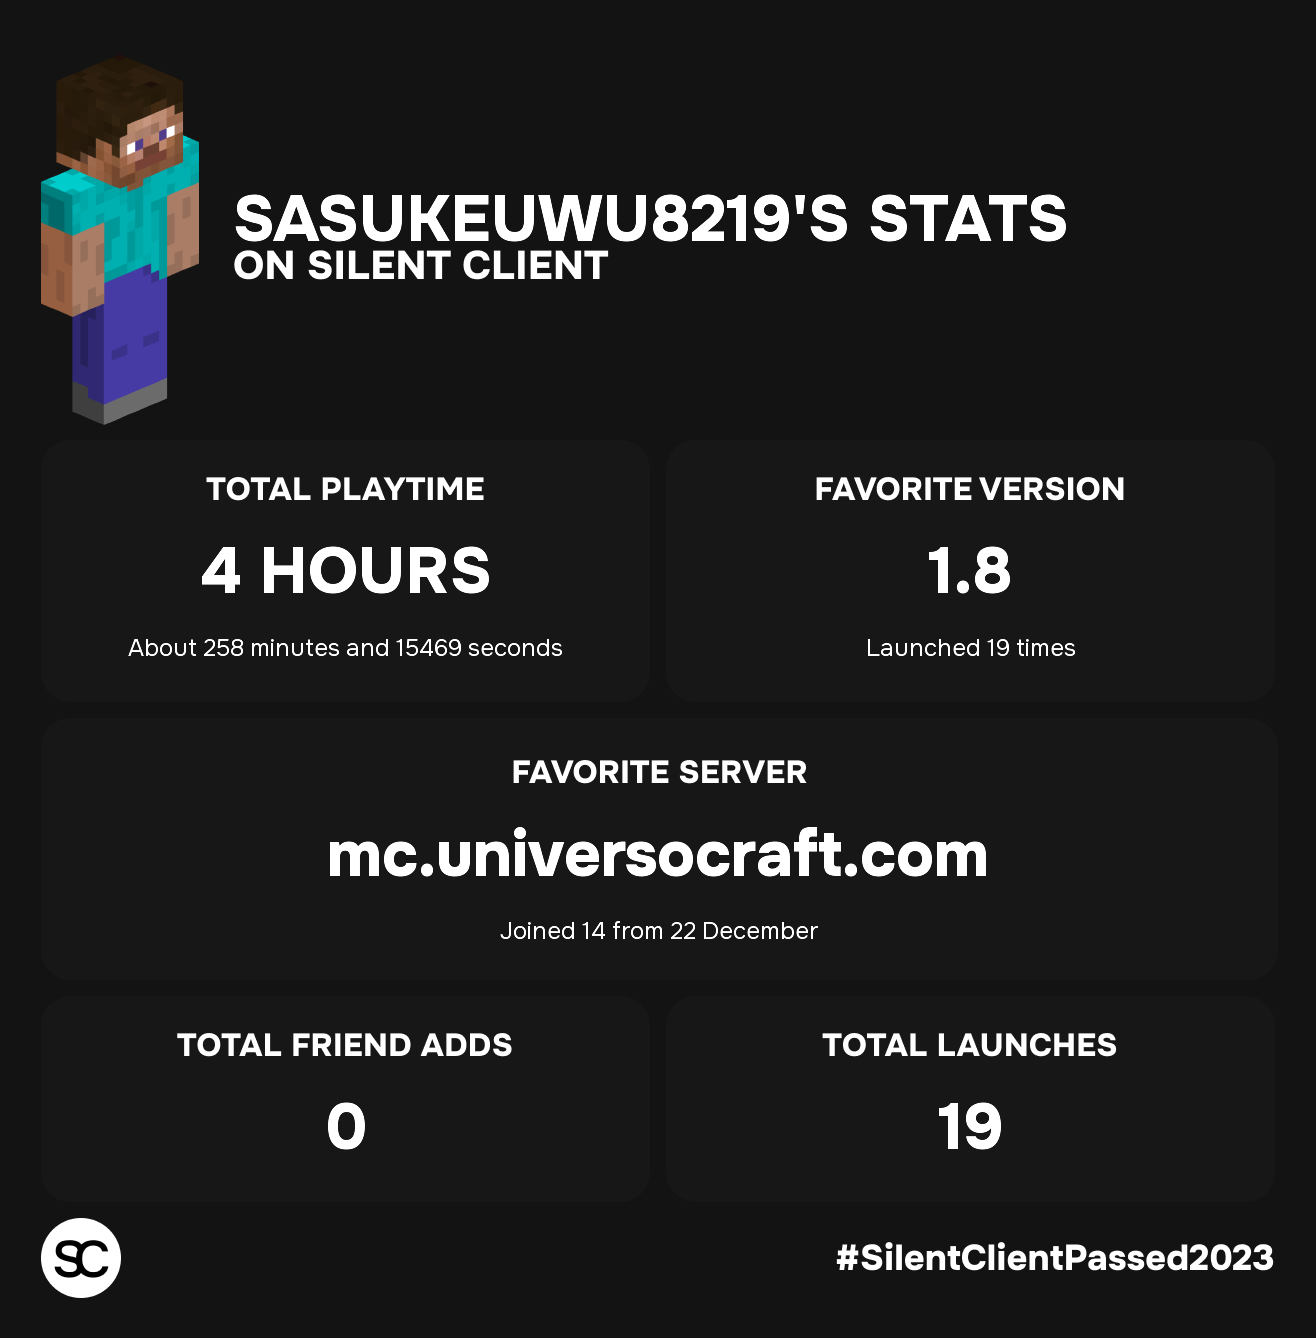 SASUKEUWU8219'S STATS
ON SILENT CLIENT
TOTAL PLAYTIME
4 HOURS
About 258 minutes and 15469 seconds
FAVORITE VERSION
1.8
Launched 19 times
FAVORITE SERVER
mc.universocraft.com
Joined 14 from 22 December
TOTAL FRIEND ADDS
0
TOTAL LAUNCHES
19
SC
#SilentClientPassed2023